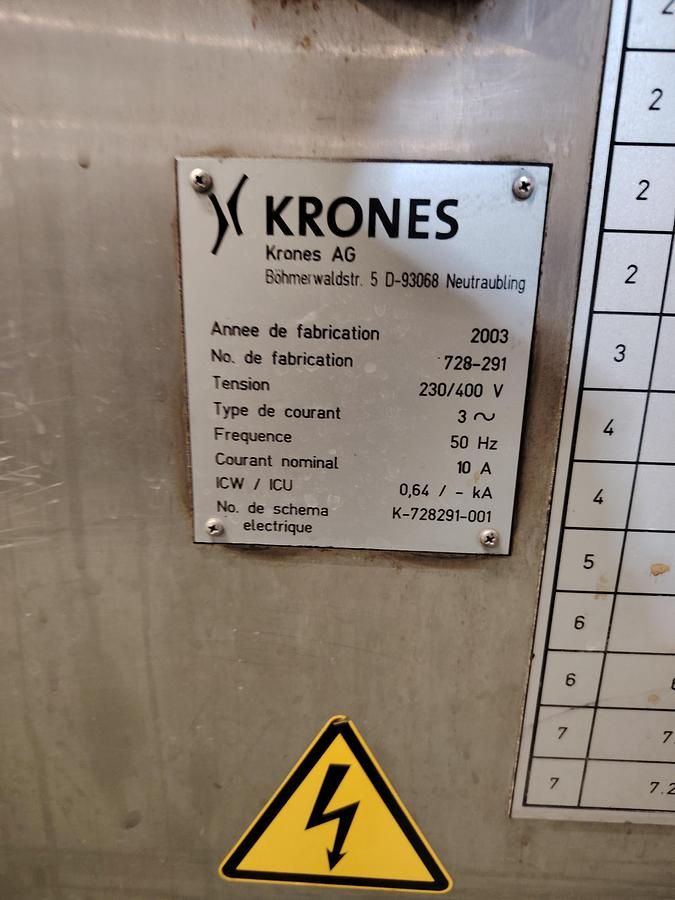 KRONES
Krones AG
Böhmerwaldstr. 5 D-93068 Neutraubling
Annee de fabrication 2003
No. de fabrication 728-291
Tension 230/400 V
Type de courant 3 ~
Frequence 50 Hz
Courant nominal 10 A
ICW / ICU 0,64 / - kA
No. de schema K-728291-001
electrique
2
2
2
2
3
4
4
5
6
6
7 7.
7 7.2